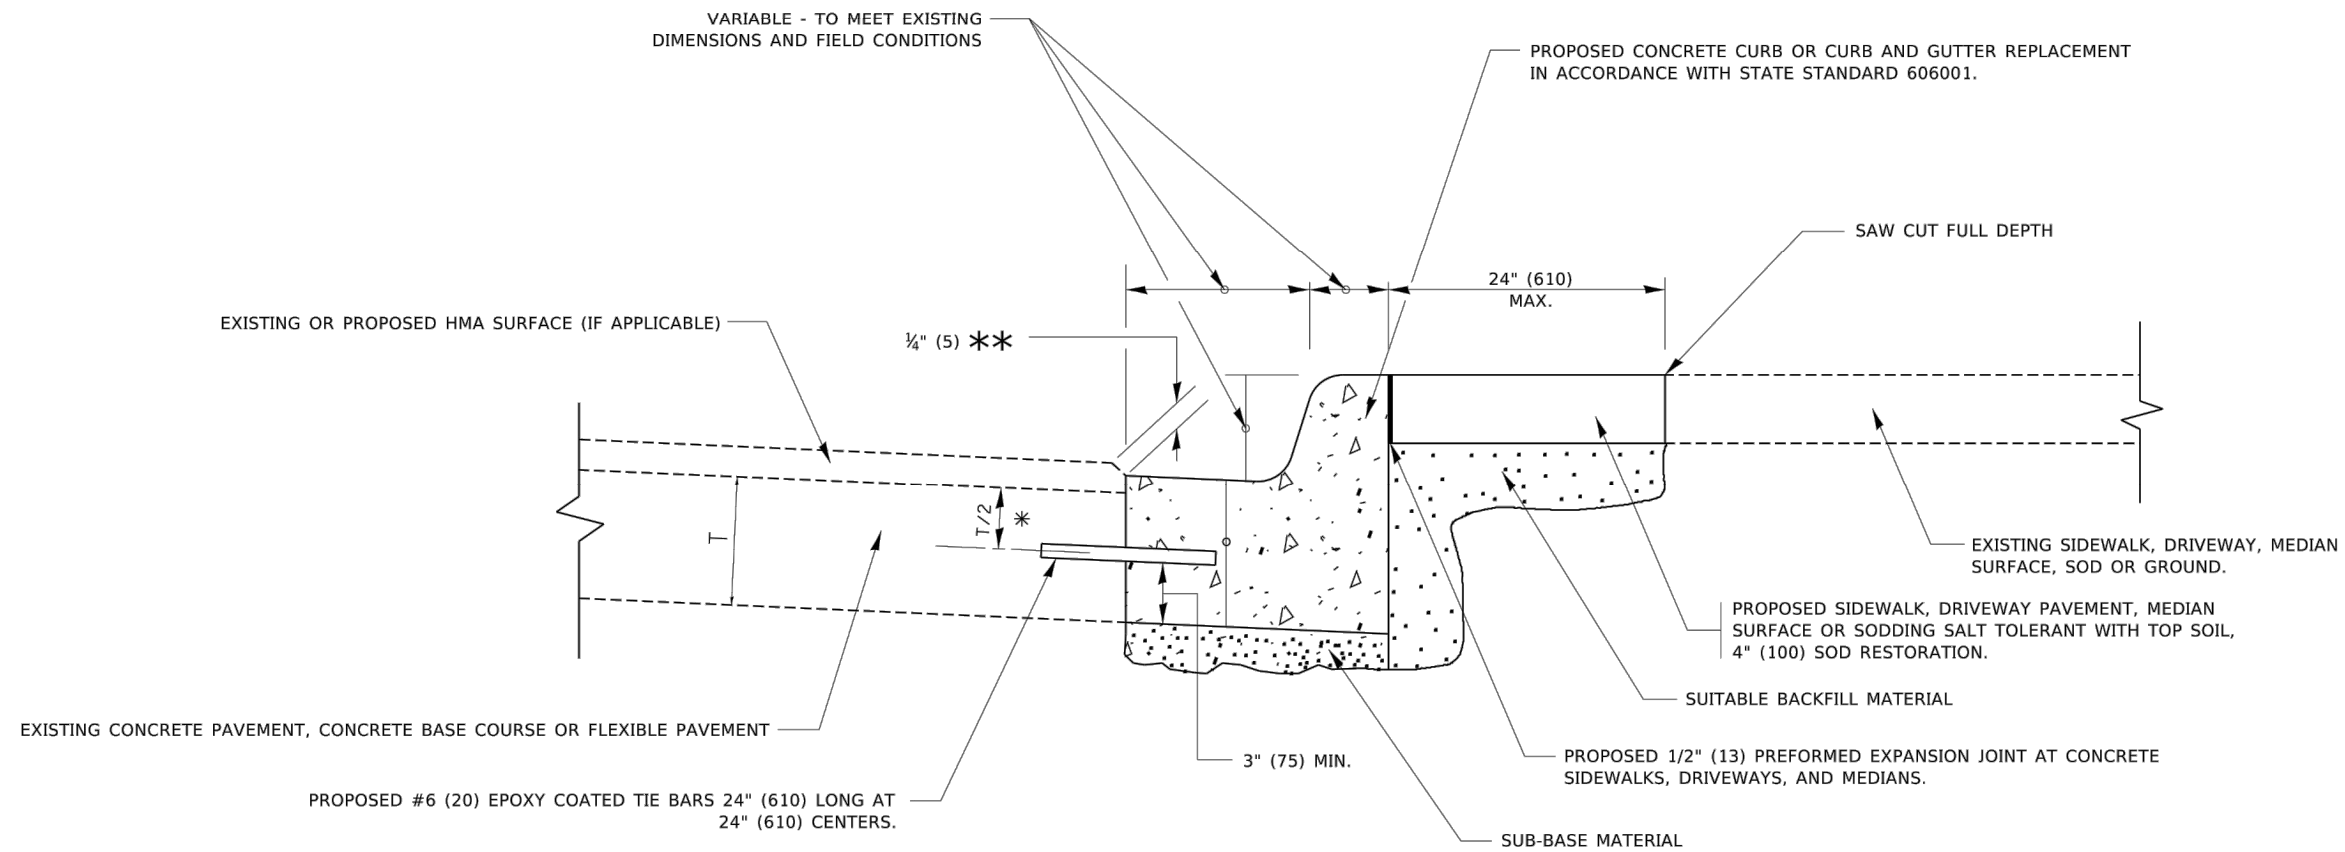 VARIABLE - TO MEET EXISTING
DIMENSIONS AND FIELD CONDITIONS
PROPOSED CONCRETE CURB OR CURB AND GUTTER REPLACEMENT
IN ACCORDANCE WITH STATE STANDARD 606001.
SAW CUT FULL DEPTH
24" (610)
MAX.
EXISTING OR PROPOSED HMA SURFACE (IF APPLICABLE)
¼" (5) **
T/2 *
T
EXISTING SIDEWALK, DRIVEWAY, MEDIAN
SURFACE, SOD OR GROUND.
PROPOSED SIDEWALK, DRIVEWAY PAVEMENT, MEDIAN
SURFACE OR SODDING SALT TOLERANT WITH TOP SOIL,
4" (100) SOD RESTORATION.
SUITABLE BACKFILL MATERIAL
EXISTING CONCRETE PAVEMENT, CONCRETE BASE COURSE OR FLEXIBLE PAVEMENT
3" (75) MIN.
PROPOSED 1/2" (13) PREFORMED EXPANSION JOINT AT CONCRETE
SIDEWALKS, DRIVEWAYS, AND MEDIANS.
PROPOSED #6 (20) EPOXY COATED TIE BARS 24" (610) LONG AT
24" (610) CENTERS.
SUB-BASE MATERIAL